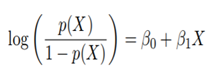 log ( p(X) / 1 − p(X) ) = β₀ + β₁X